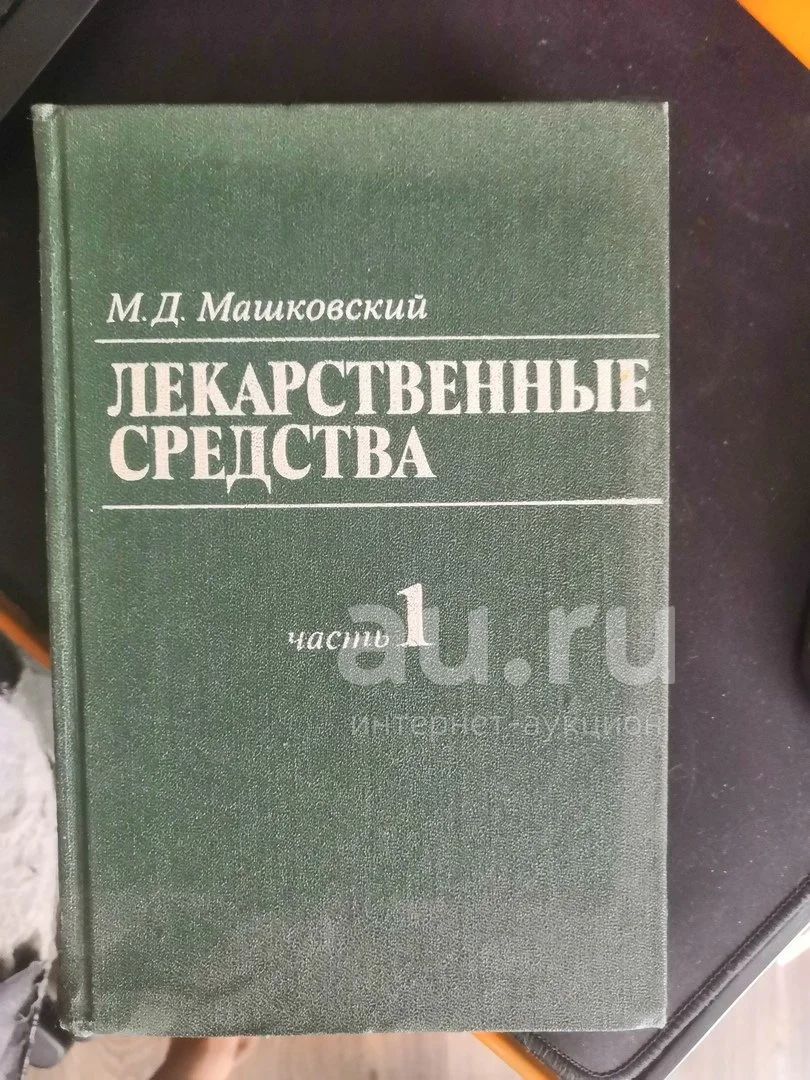 М.Д. Машковский
ЛЕКАРСТВЕННЫЕ
СРЕДСТВА
часть 1
au.ru
интернет-аукцион